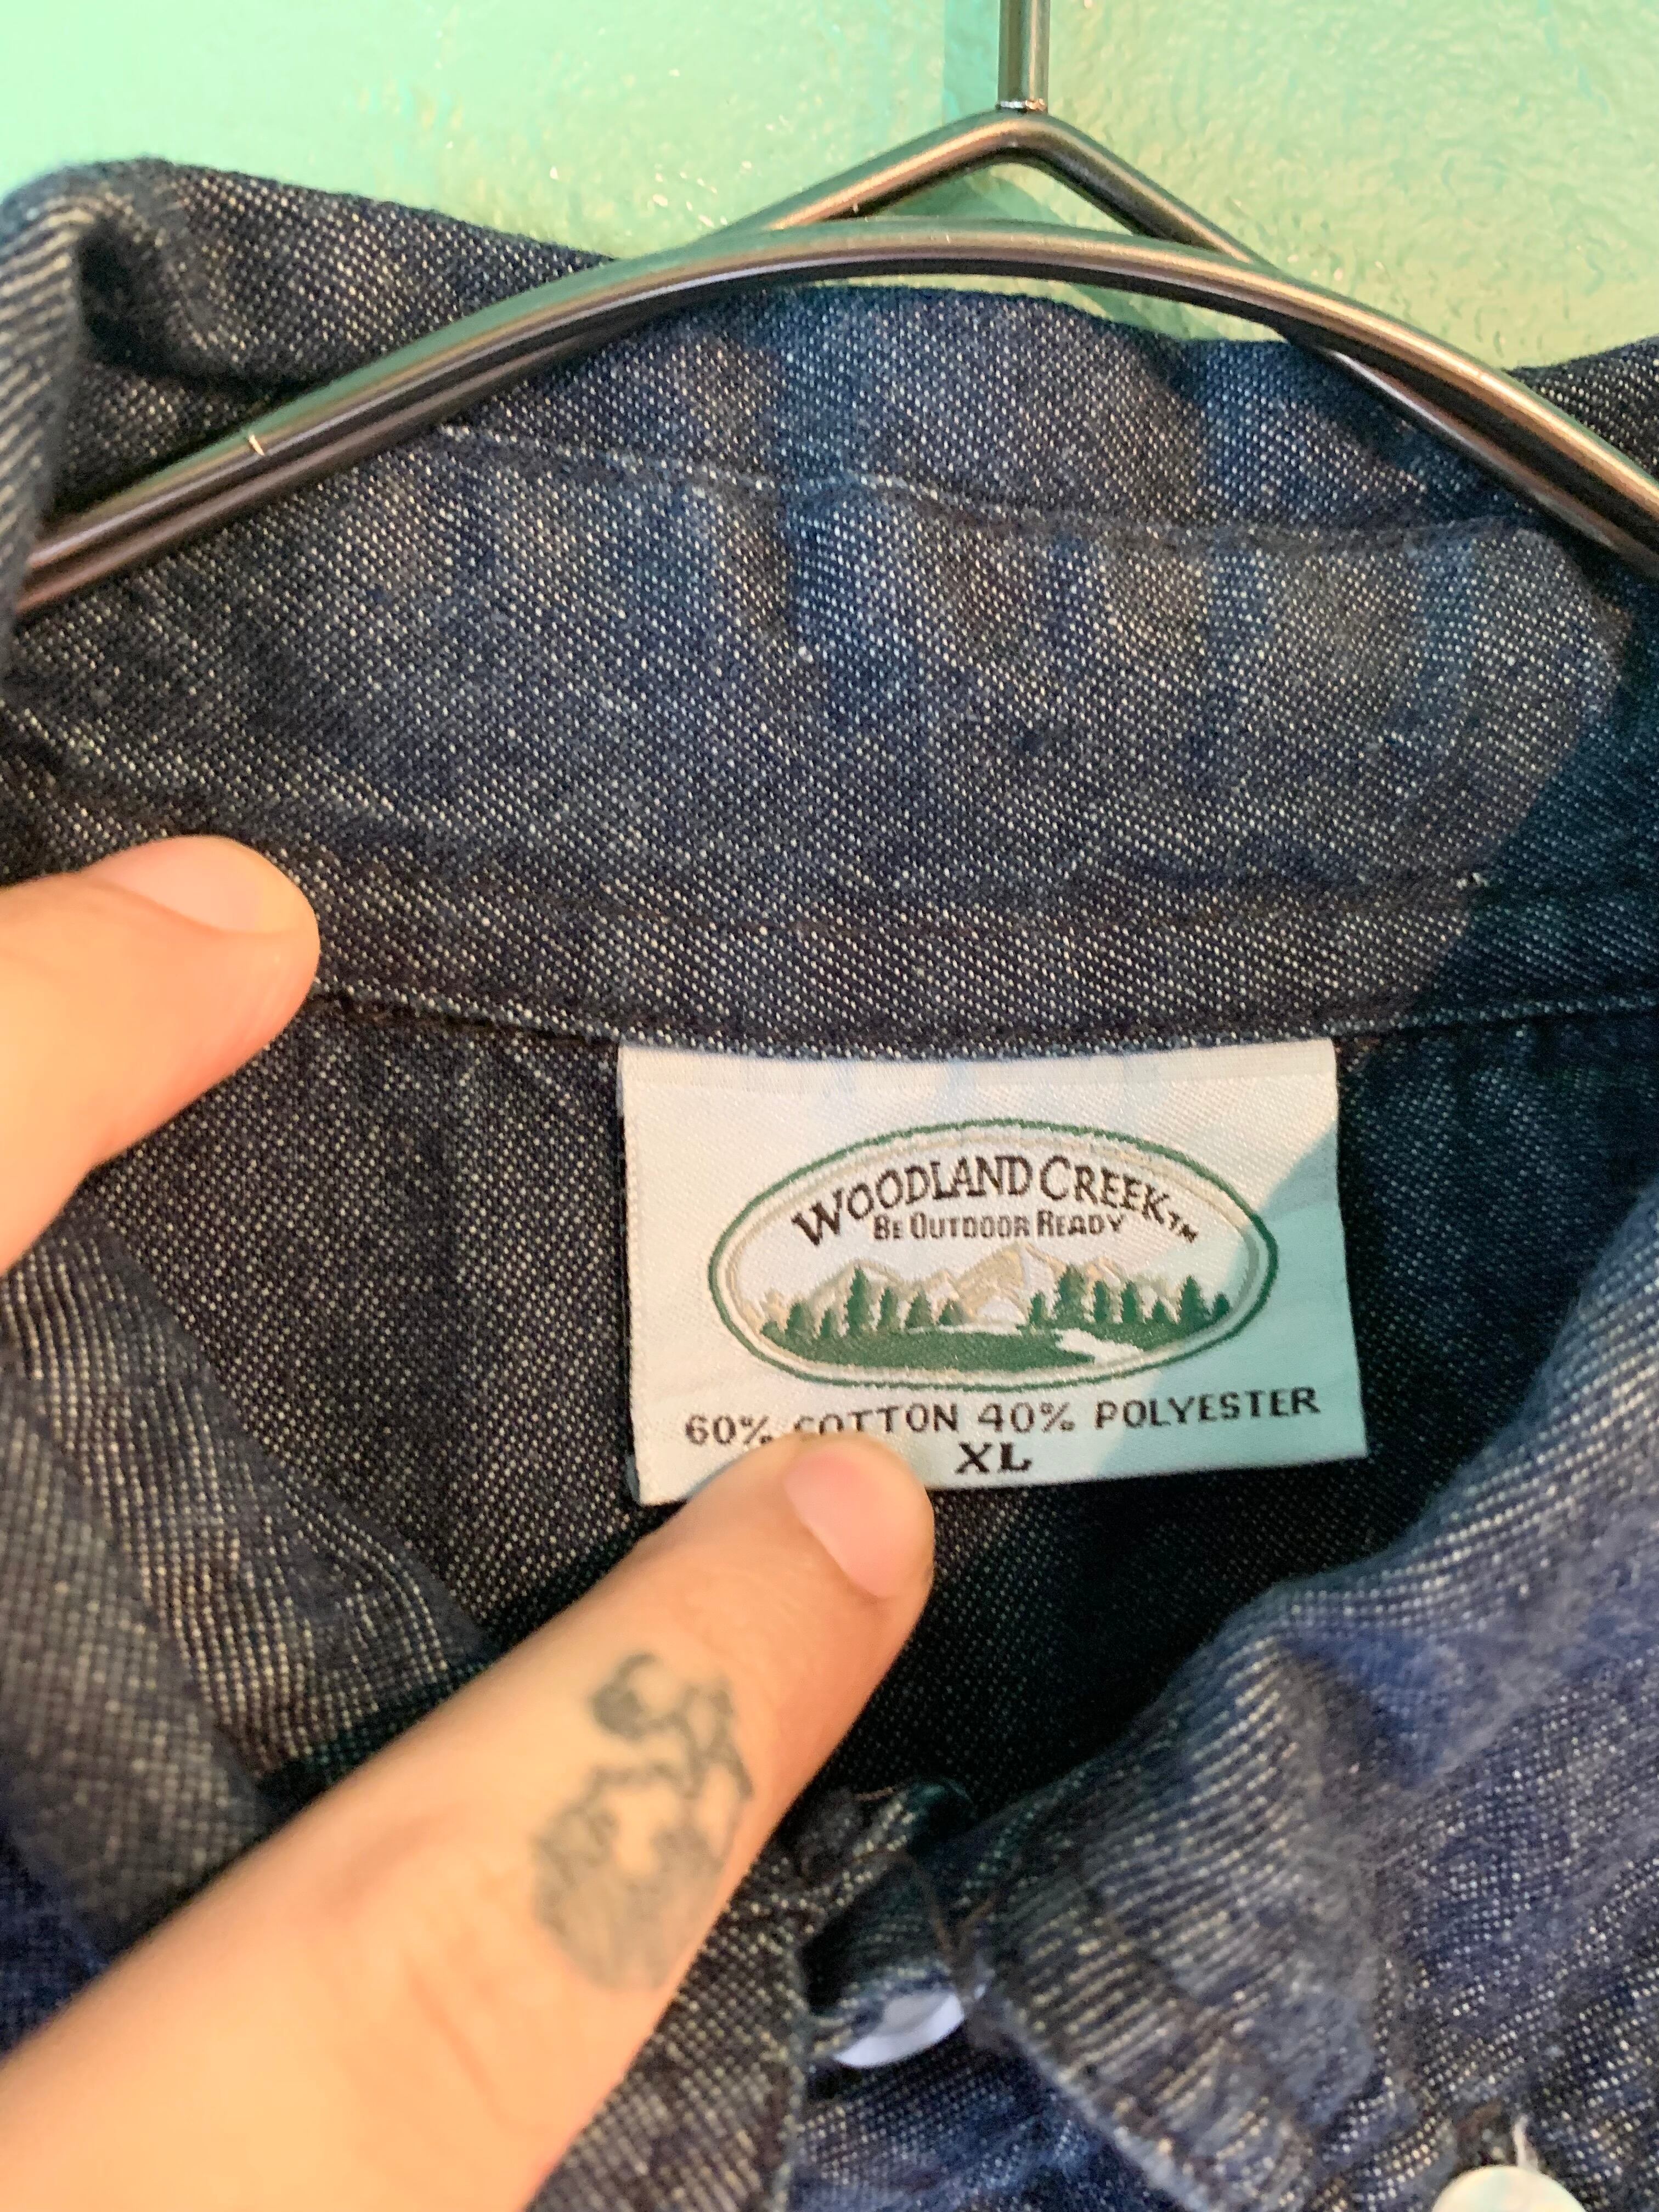 WOODLAND CREEK™
BE OUTDOOR READY
60% COTTON 40% POLYESTER
XL